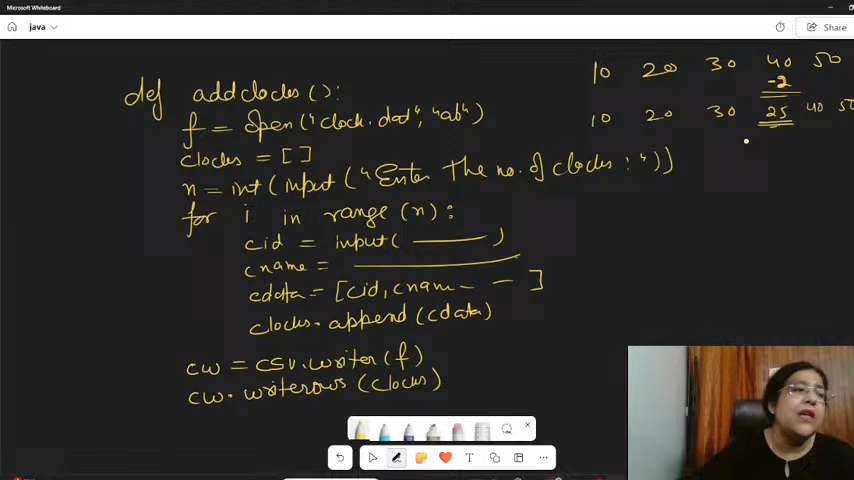 Microsoft Whiteboard
java
Share
def addclocks():
f = open("clock.dat","ab")
clocks = []
n = int(input("Enter the no. of clocks : "))
for i in range (n):
cid = input( ——— )
cname = ———
cdata = [cid, cnam - — ]
clocks.append(cdata)
cw = csv.writer(f)
cw.writerows(clocks)
10 20 30 40 50
-2
10 20 30 25 40 50